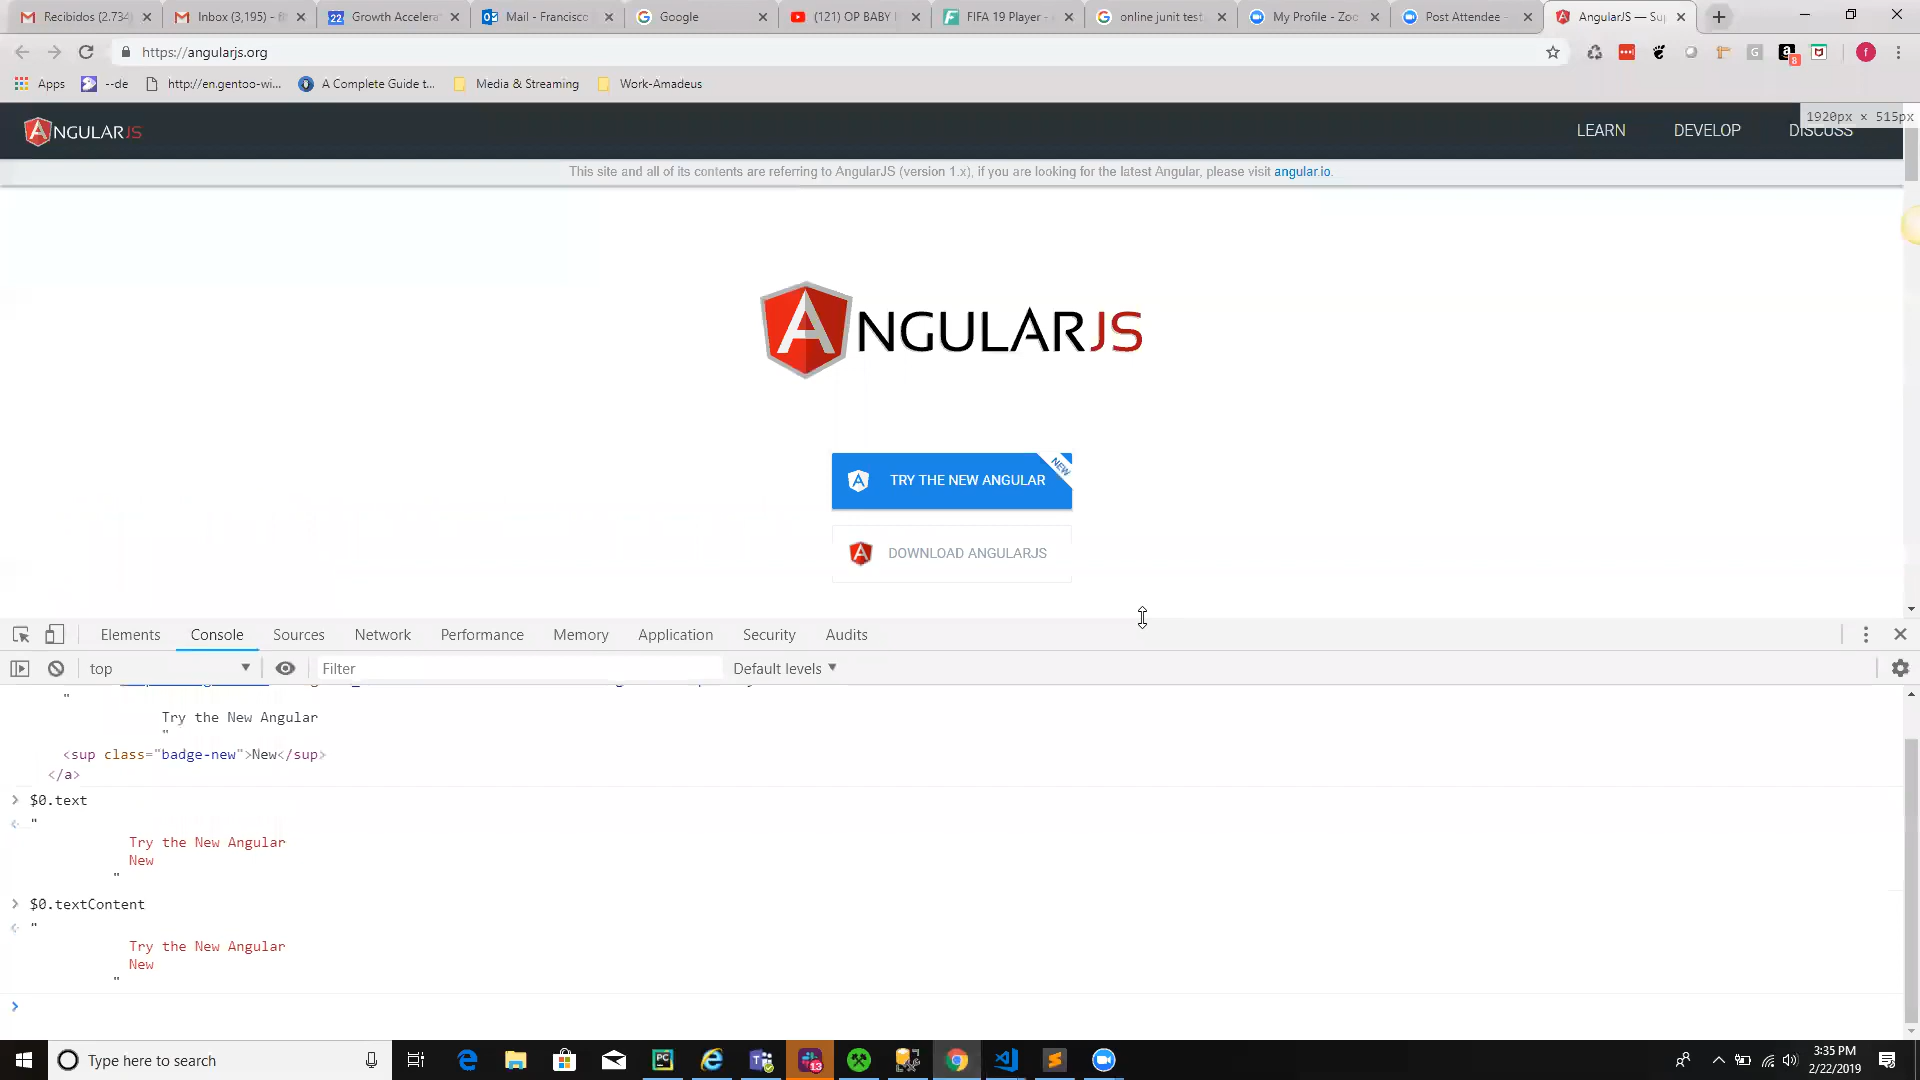 Recibidos (2.734
Inbox (3,195) - f
Growth Accelera
Mail - Francisco
Google
(121) OP BABY
FIFA 19 Player -
online junit test
My Profile - Zoo
Post Attendee -
AngularJS — Su
https://angularjs.org
Apps
--de
http://en.gentoo-wi...
A Complete Guide t...
Media & Streaming
Work-Amadeus
NGULARJS
LEARN
DEVELOP
DISCUSS
1920px × 515px
This site and all of its contents are referring to AngularJS (version 1.x), if you are looking for the latest Angular, please visit angular.io.
NGULARJS
TRY THE NEW ANGULAR
NEW
DOWNLOAD ANGULARJS
Elements
Console
Sources
Network
Performance
Memory
Application
Security
Audits
top
Filter
Default levels
"
Try the New Angular
"
<sup class="badge-new">New</sup>
</a>
> $0.text
"
Try the New Angular
New
"
> $0.textContent
"
Try the New Angular
New
"
>
Type here to search
13
3:35 PM
2/22/2019